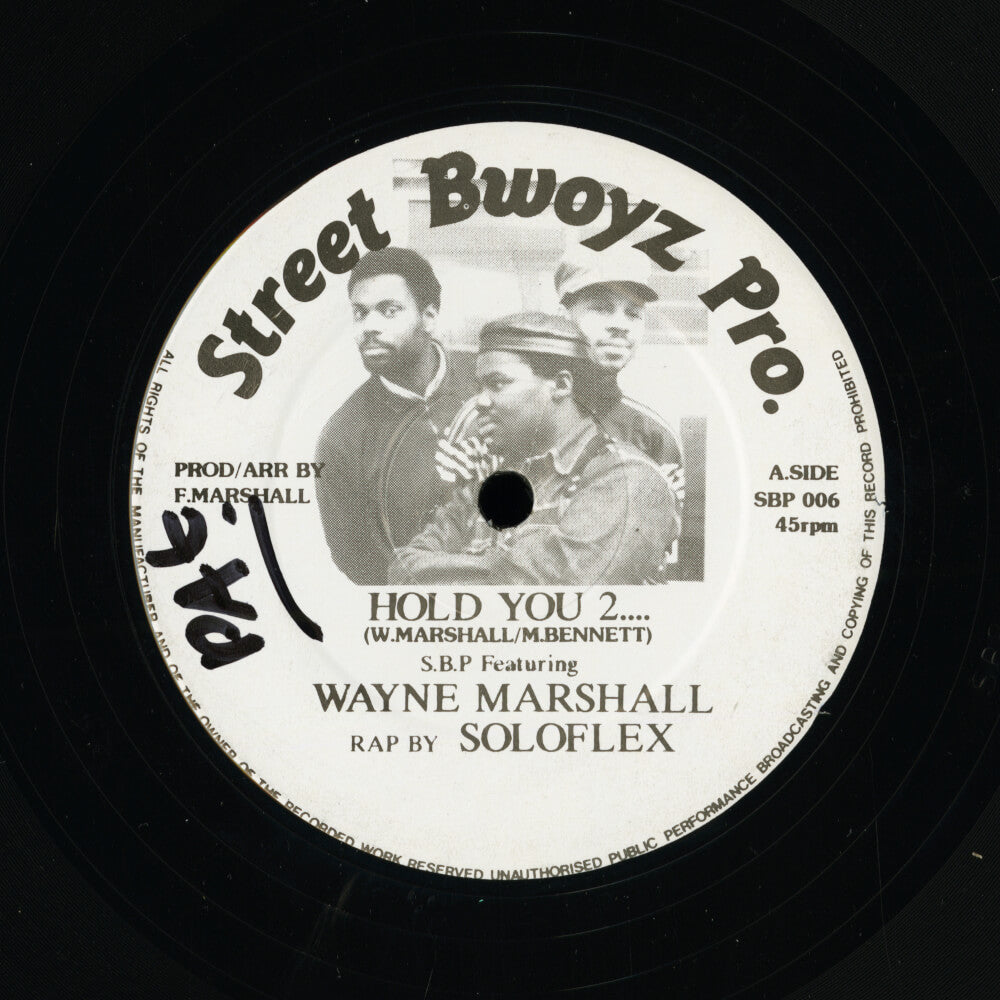 Street Bwoyz Pro.
PROD/ARR BY
F.MARSHALL
A.SIDE
SBP 006
45rpm
HOLD YOU 2....
(W.MARSHALL/M.BENNETT)
S.B.P Featuring
WAYNE MARSHALL
RAP BY SOLOFLEX
ALL RIGHTS OF THE MANUFACTURER AND OF THE OWNER OF THE RECORDED WORK RESERVED UNAUTHORISED PUBLIC PERFORMANCE BROADCASTING AND COPYING OF THIS RECORD PROHIBITED